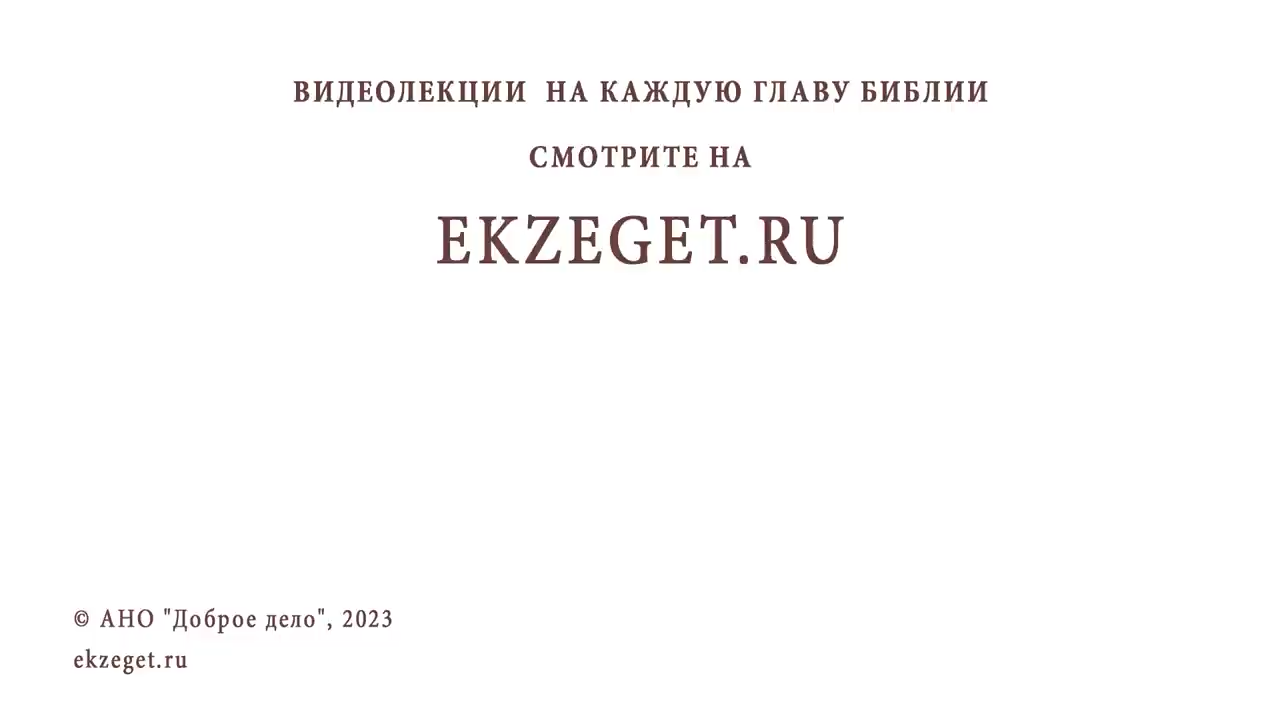 ВИДЕОЛЕКЦИИ НА КАЖДУЮ ГЛАВУ БИБЛИИ
СМОТРИТЕ НА
EKZEGET.RU
© АНО "Доброе дело", 2023
ekzeget.ru